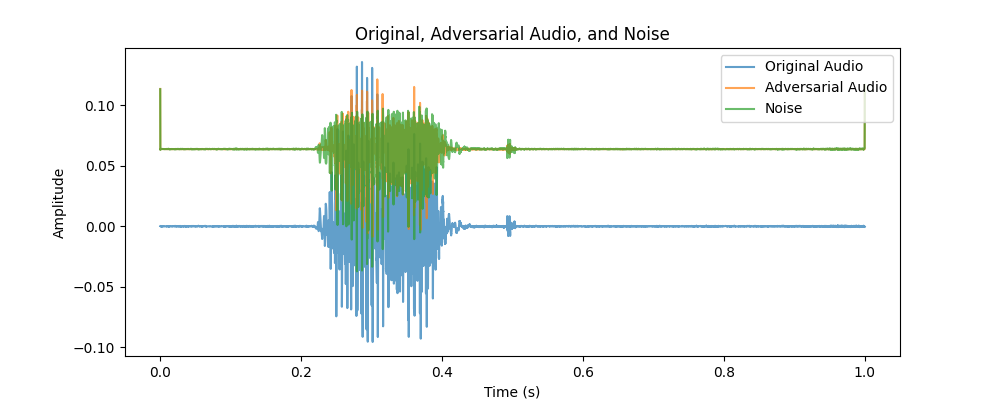 Original, Adversarial Audio, and Noise
Original Audio
Adversarial Audio
Noise
Amplitude
0.10
0.05
0.00
−0.05
−0.10
0.0
0.2
0.4
0.6
0.8
1.0
Time (s)